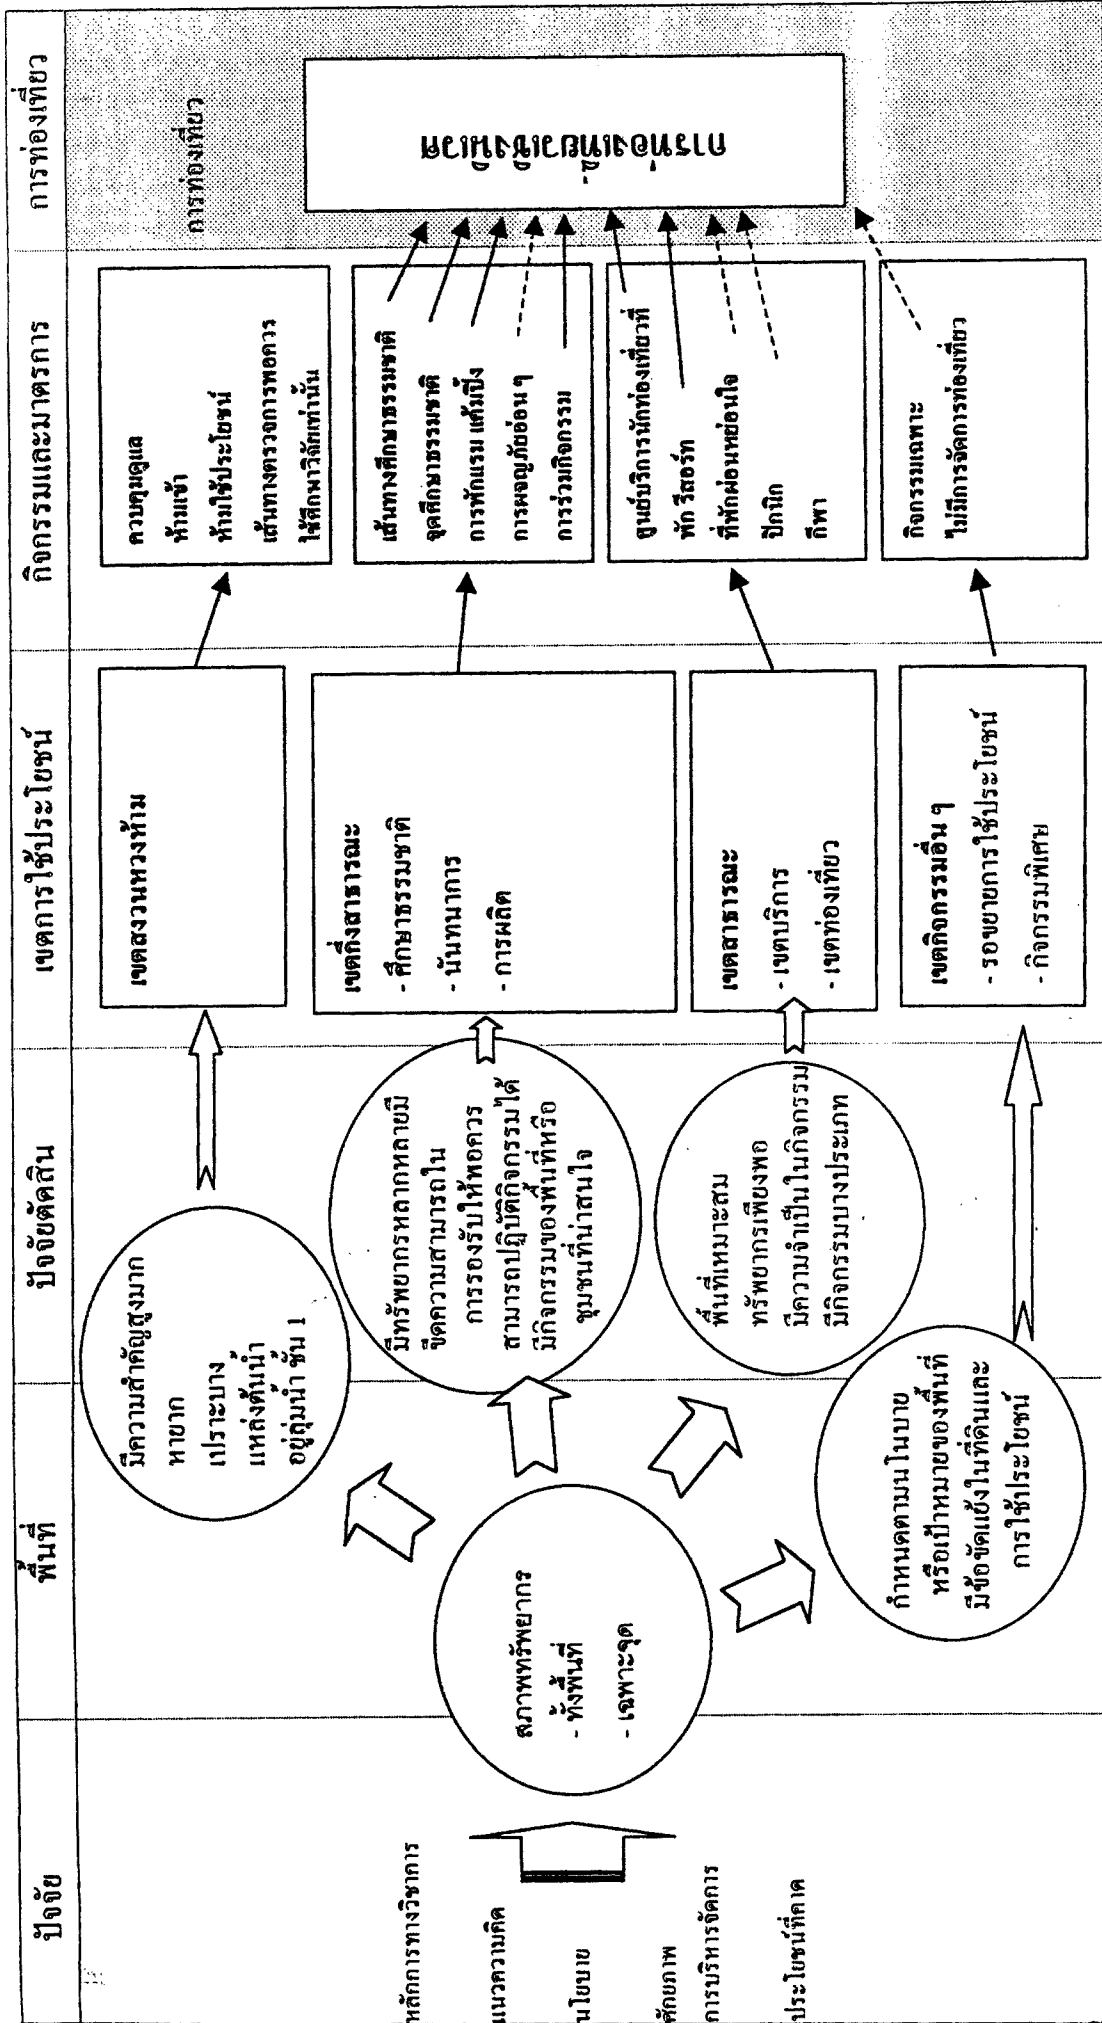 ปัจจัย
พื้นที่
ปัจจัยตัดสิน
เขตการใช้ประโยชน์
กิจกรรมและมาตรการ
การท่องเที่ยว
หลักการทางวิชาการ
แนวความคิด
นโยบาย
ศักยภาพ
การบริหารจัดการ
ประโยชน์ที่คาด
สภาพทรัพยากร
- ทั้งพื้นที่
- เฉพาะจุด
มีความสำคัญสูงมาก
หายาก
เปราะบาง
แหล่งต้นน้ำ
อยู่ลุ่มน้ำ ชั้น 1
มีทรัพยากรหลากหลายมี
ขีดความสามารถใน
การรองรับให้พอควร
สามารถปฏิบัติกิจกรรมได้
มีกิจกรรมของพื้นที่หรือ
ชุมชนที่น่าสนใจ
พื้นที่เหมาะสม
ทรัพยากรเพียงพอ
มีความจำเป็นในกิจกรรม
มีกิจกรรมบางประเภท
กำหนดตามนโนบาย
หรือเป้าหมายของพื้นที่
มีข้อขัดแย้งในที่ดินและ
การใช้ประโยชน์
เขตสงวนหวงห้าม
เขตกึ่งสาธารณะ
- ศึกษาธรรมชาติ
- นันทนาการ
- การผลิต
เขตสาธารณะ
- เขตบริการ
- เขตทองเที่ยว
เขตกิจกรรมอื่น ๆ
- รอขยายการใช้ประโยชน์
- กิจกรรมพิเศษ
ควบคุมดูแล
ห้ามเข้า
ห้ามใช้ประโยชน์
เส้นทางตรวจการพอควร
ใช้ศึกษาวิจัยเท่านั้น
เส้นทางศึกษาธรรมชาติ
จุดศึกษาธรรมชาติ
การพักแรม แค้มปิ้ง
การผจญภัยอ่อน ๆ
การร่วมกิจกรรม
ศูนย์บริการนักท่องเที่ยวที่
พัก รีสอร์ท
ที่พักผ่อนหย่อนใจ
ปิกนิก
กีฬา
กิจกรรมเฉพาะ
ไม่มีการจัดการท่องเที่ยว
การท่องเที่ยว
การท่องเที่ยวเชิงนิเวศ